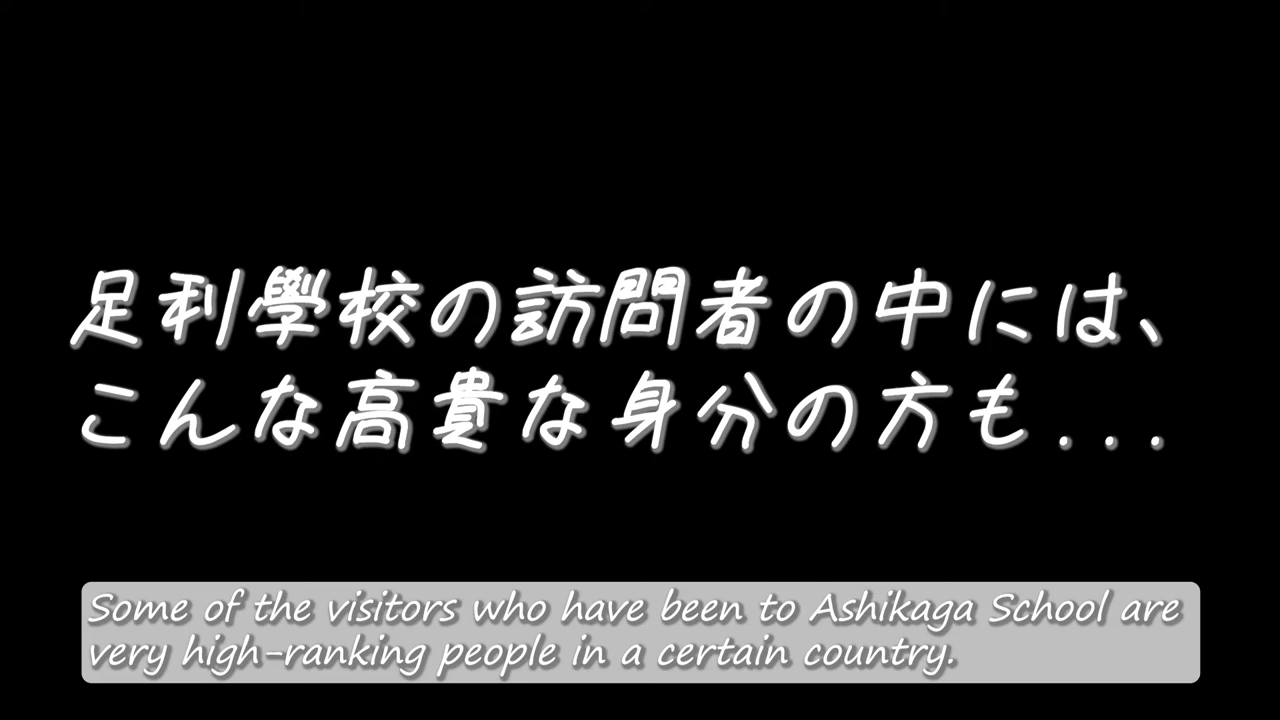 足利學校の訪問者の中には、
こんな高貴な身分の方も...
Some of the visitors who have been to Ashikaga School are
very high-ranking people in a certain country.